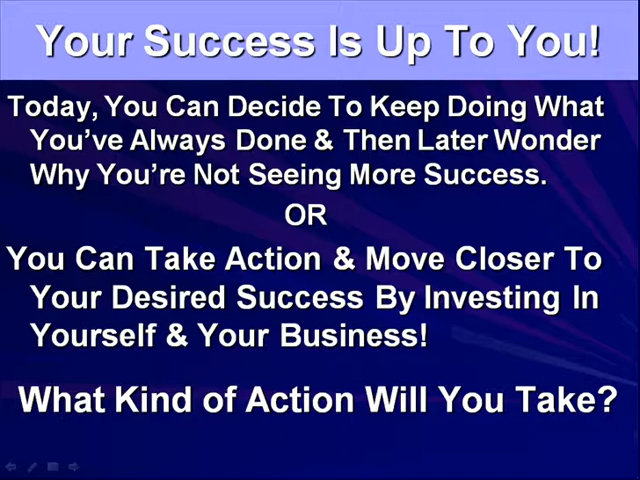 Your Success Is Up To You!
Today, You Can Decide To Keep Doing What
You've Always Done & Then Later Wonder
Why You're Not Seeing More Success.
OR
You Can Take Action & Move Closer To
Your Desired Success By Investing In
Yourself & Your Business!
What Kind of Action Will You Take?